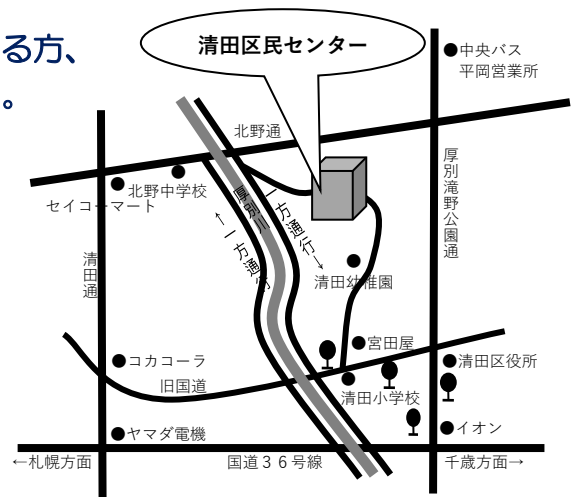 る方、
。
清田区民センター
中央バス
平岡営業所
北野通
厚別滝野公園通
北野中学校
セイコーマート
厚別川
一方通行→
←一方通行
清田通
清田幼稚園
宮田屋
コカコーラ
清田区役所
旧国道
清田小学校
ヤマダ電機
イオン
←札幌方面
国道３６号線
千歳方面→